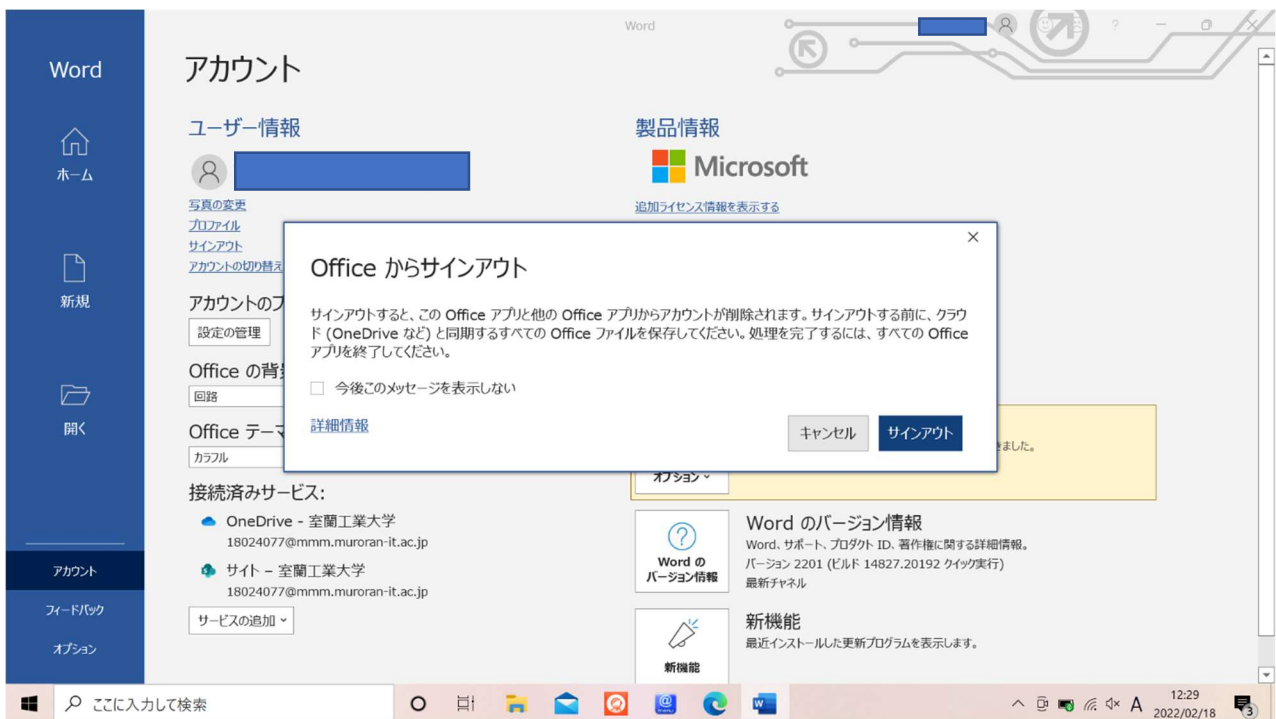 Word
Word
アカウント
ホーム
新規
開く
アカウント
フィードバック
オプション
ユーザー情報
写真の変更
プロファイル
サインアウト
アカウントの切り替え
アカウントのプ
設定の管理
Office の背景
回路
Office テーマ
カラフル
接続済みサービス:
OneDrive - 室蘭工業大学
18024077@mmm.muroran-it.ac.jp
サイト – 室蘭工業大学
18024077@mmm.muroran-it.ac.jp
サービスの追加
製品情報
Microsoft
追加ライセンス情報を表示する
Office からサインアウト
サインアウトすると、この Office アプリと他の Office アプリからアカウントが削除されます。サインアウトする前に、クラウ
ド (OneDrive など) と同期するすべての Office ファイルを保存してください。処理を完了するには、すべての Office
アプリを終了してください。
今後このメッセージを表示しない
詳細情報
キャンセル
サインアウト
きました。
オプション
Word の
バージョン情報
Word のバージョン情報
Word、サポート、プロダクト ID、著作権に関する詳細情報。
バージョン 2201 (ビルド 14827.20192 クイック実行)
最新チャネル
新機能
新機能
最近インストールした更新プログラムを表示します。
ここに入力して検索
A
12:29
2022/02/18
3